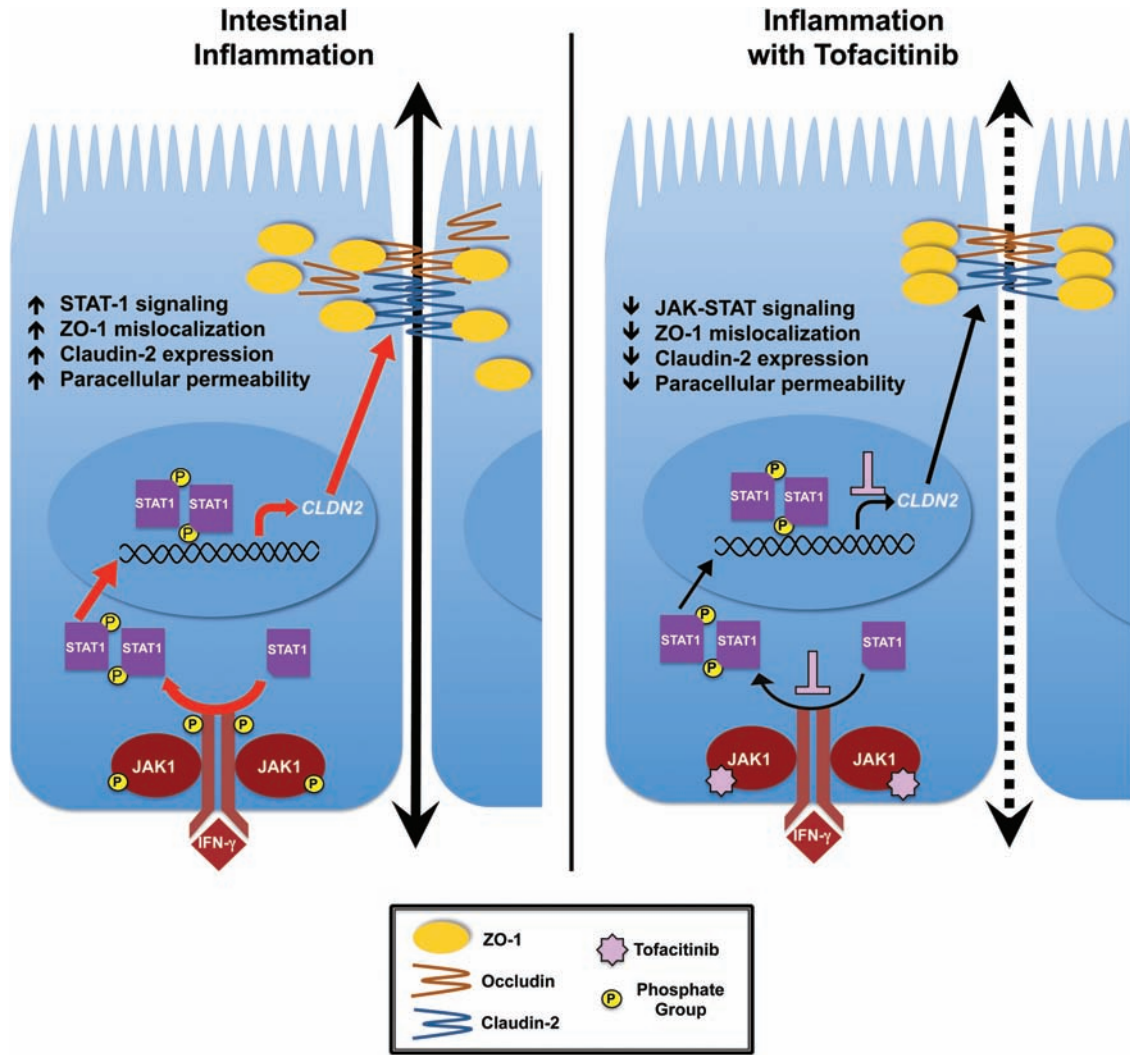 Intestinal
Inflammation
STAT-1 signaling
ZO-1 mislocalization
Claudin-2 expression
Paracellular permeability
P
STAT1
STAT1
P
CLDN2
P
STAT1
STAT1
P
STAT1
P
P
JAK1
JAK1
P
P
IFN-γ
Inflammation
with Tofacitinib
JAK-STAT signaling
ZO-1 mislocalization
Claudin-2 expression
Paracellular permeability
P
STAT1
STAT1
P
CLDN2
P
STAT1
STAT1
P
STAT1
JAK1
JAK1
IFN-γ
ZO-1
Occludin
Claudin-2
Tofacitinib
P
Phosphate
Group